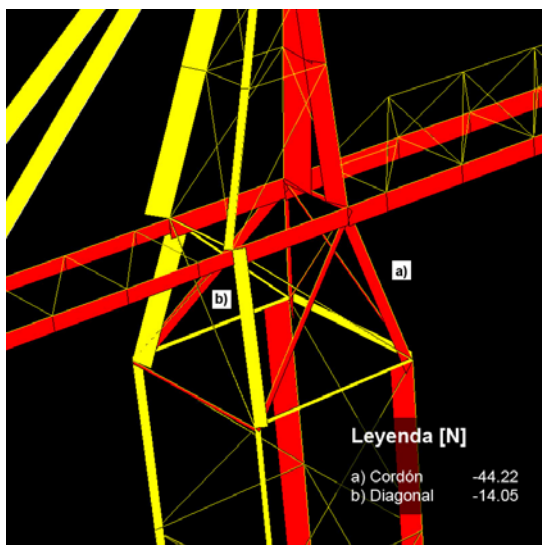 a)
b)
Leyenda [N]
a) Cordón -44.22
b) Diagonal -14.05